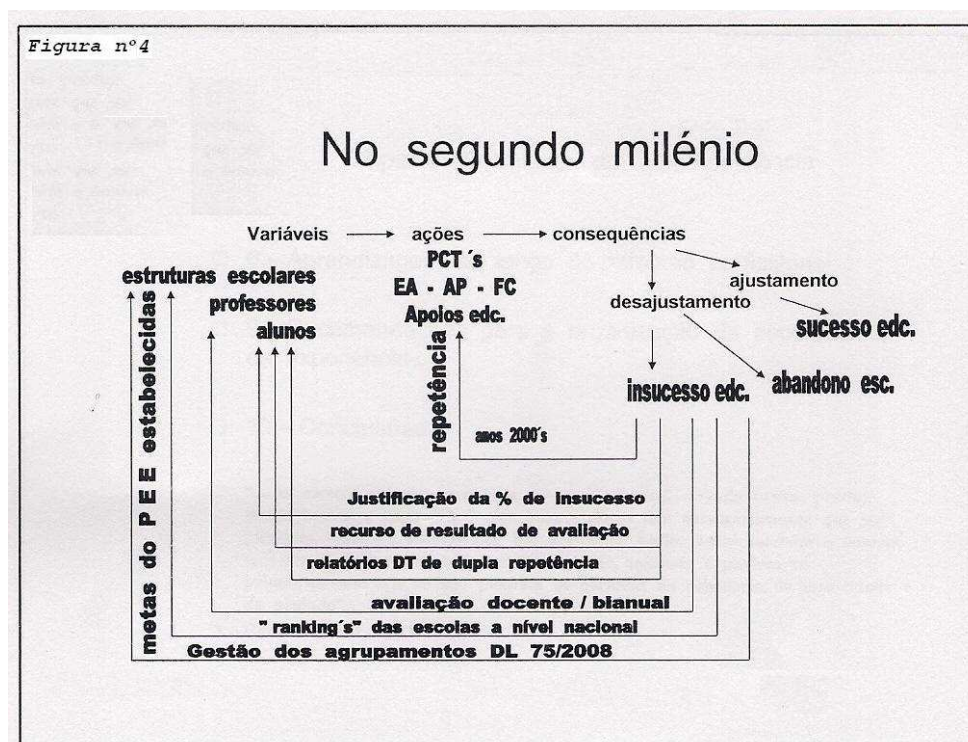 Figura nº4
No segundo milénio
Variáveis ações consequências
estruturas escolares
professores
alunos
PCT ´s
EA - AP - FC
Apoios edc.
ajustamento
desajustamento
sucesso edc.
insucesso edc.
abandono esc.
repetência
anos 2000´s
metas do PEE estabelecidas
Justificação da % de insucesso
recurso de resultado de avaliação
relatórios DT de dupla repetência
avaliação docente / bianual
" ranking´s" das escolas a nível nacional
Gestão dos agrupamentos DL 75/2008